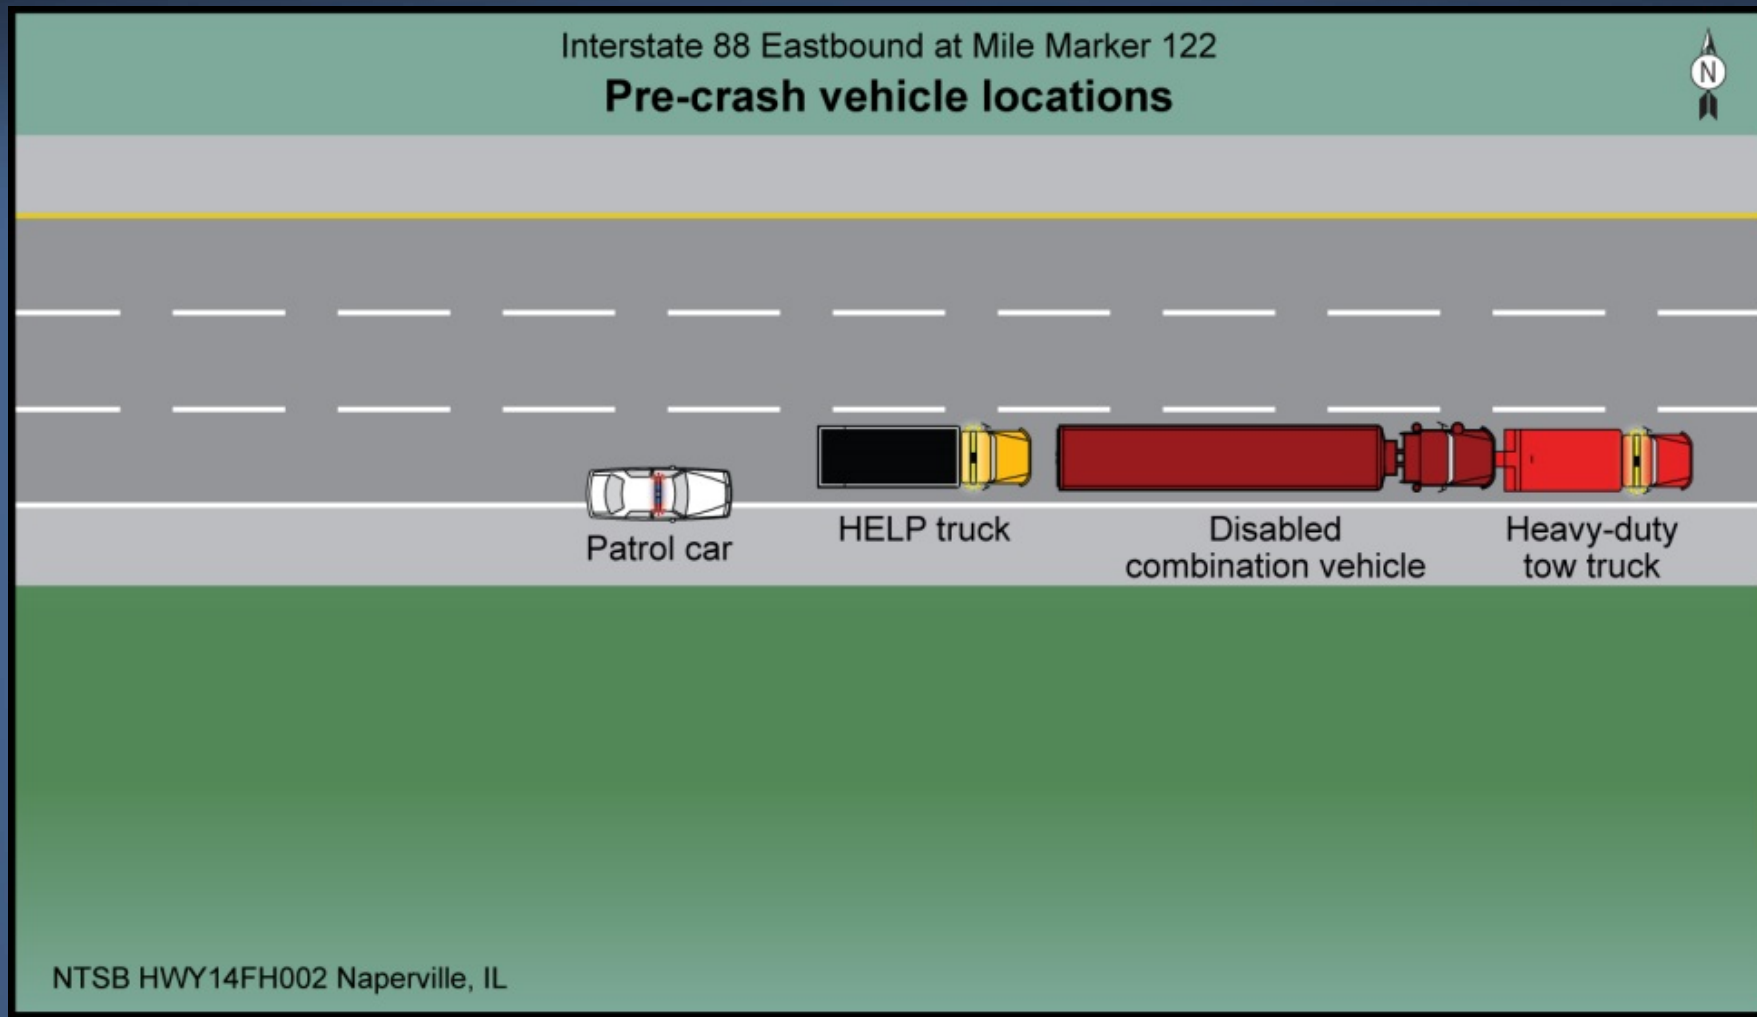 Interstate 88 Eastbound at Mile Marker 122
Pre-crash vehicle locations
N
Patrol car
HELP truck
Disabled
combination vehicle
Heavy-duty
tow truck
NTSB HWY14FH002 Naperville, IL